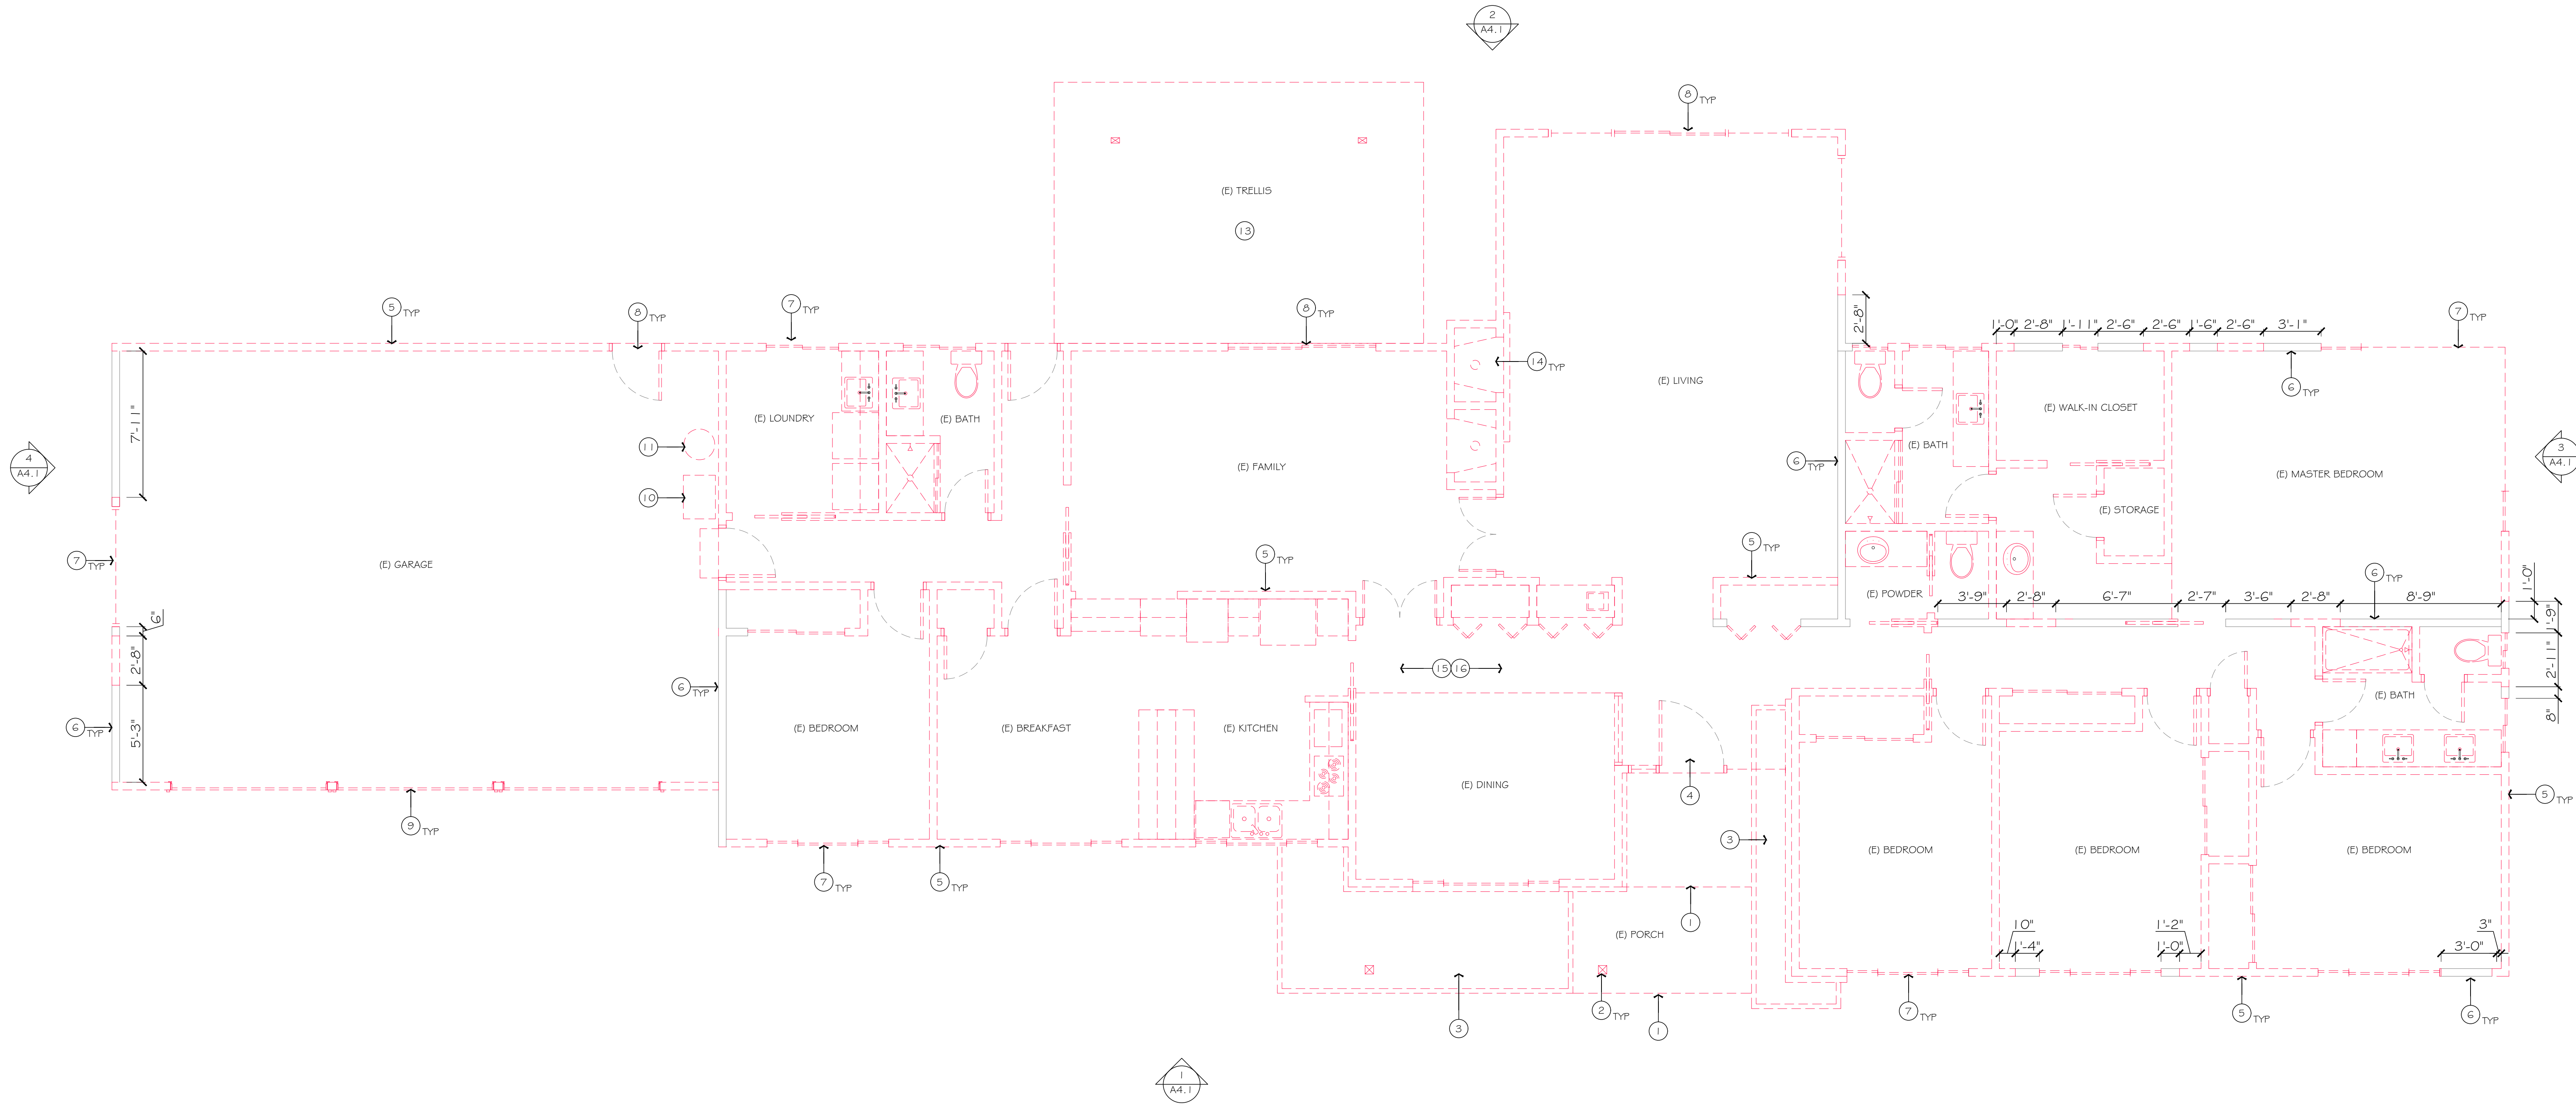 2
A4.1
8 TYP
(E) TRELLIS
13
5 TYP
8 TYP
7 TYP
8 TYP
14 TYP
2'-8"
1'-0" 2'-8" 1'-11" 2'-6" 2'-6" 1'-6" 2'-6" 3'-1"
7 TYP
6 TYP
(E) LIVING
7'-11"
(E) LOUNDRY
(E) BATH
(E) WALK-IN CLOSET
11
(E) BATH
4
A4.1
3
A4.1
(E) FAMILY
6 TYP
(E) MASTER BEDROOM
10
(E) STORAGE
7 TYP
(E) GARAGE
5 TYP
5 TYP
6 TYP
1'-0"
(E) POWDER
3'-9" 2'-8" 6'-7" 2'-7" 3'-6" 2'-8" 8'-9"
1'-9"
6"
2'-8"
2'-11"
15 16
6 TYP
(E) BATH
8"
6 TYP
5'-3"
(E) BEDROOM
(E) BREAKFAST
(E) KITCHEN
(E) DINING
4
5 TYP
9 TYP
3
(E) BEDROOM
(E) BEDROOM
(E) BEDROOM
7 TYP
5 TYP
1
(E) PORCH
10"
1'-4"
1'-2"
1'-0"
3"
3'-0"
3
2 TYP
1
7 TYP
5 TYP
6 TYP
1
A4.1